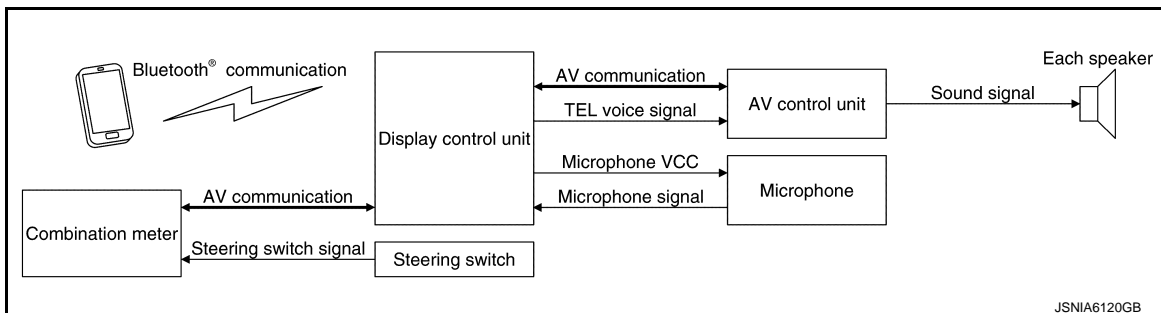 Bluetooth® communication
Each speaker
AV communication
TEL voice signal
Display control unit
AV control unit
Sound signal
Microphone VCC
Microphone signal
Microphone
AV communication
Combination meter
Steering switch signal
Steering switch
JSNIA6120GB